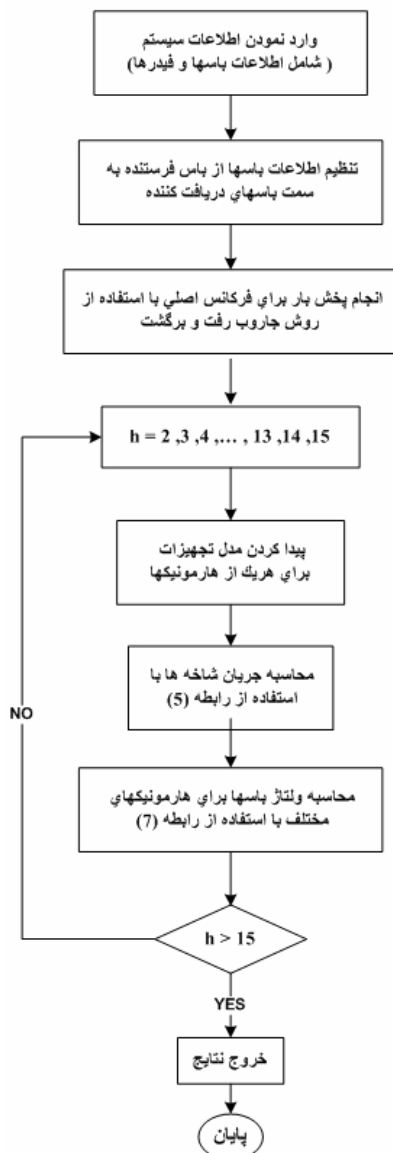 وارد نمودن اطلاعات سيستم
( شامل اطلاعات باسها و فيدرها)
تنظيم اطلاعات باسها از باس فرستنده به
سمت باسهاي دريافت كننده
انجام پخش بار براي فركانس اصلي با استفاده از
روش جاروب رفت و برگشت
h = 2 ,3 ,4 ,... , 13 ,14 ,15
پيدا كردن مدل تجهيزات
براي هريك از هارمونيكها
محاسبه جريان شاخه ها با
استفاده از رابطه (5)
NO
محاسبه ولتاژ باسها براي هارمونيكهاي
مختلف با استفاده از رابطه (7)
h > 15
YES
خروج نتايج
پايان